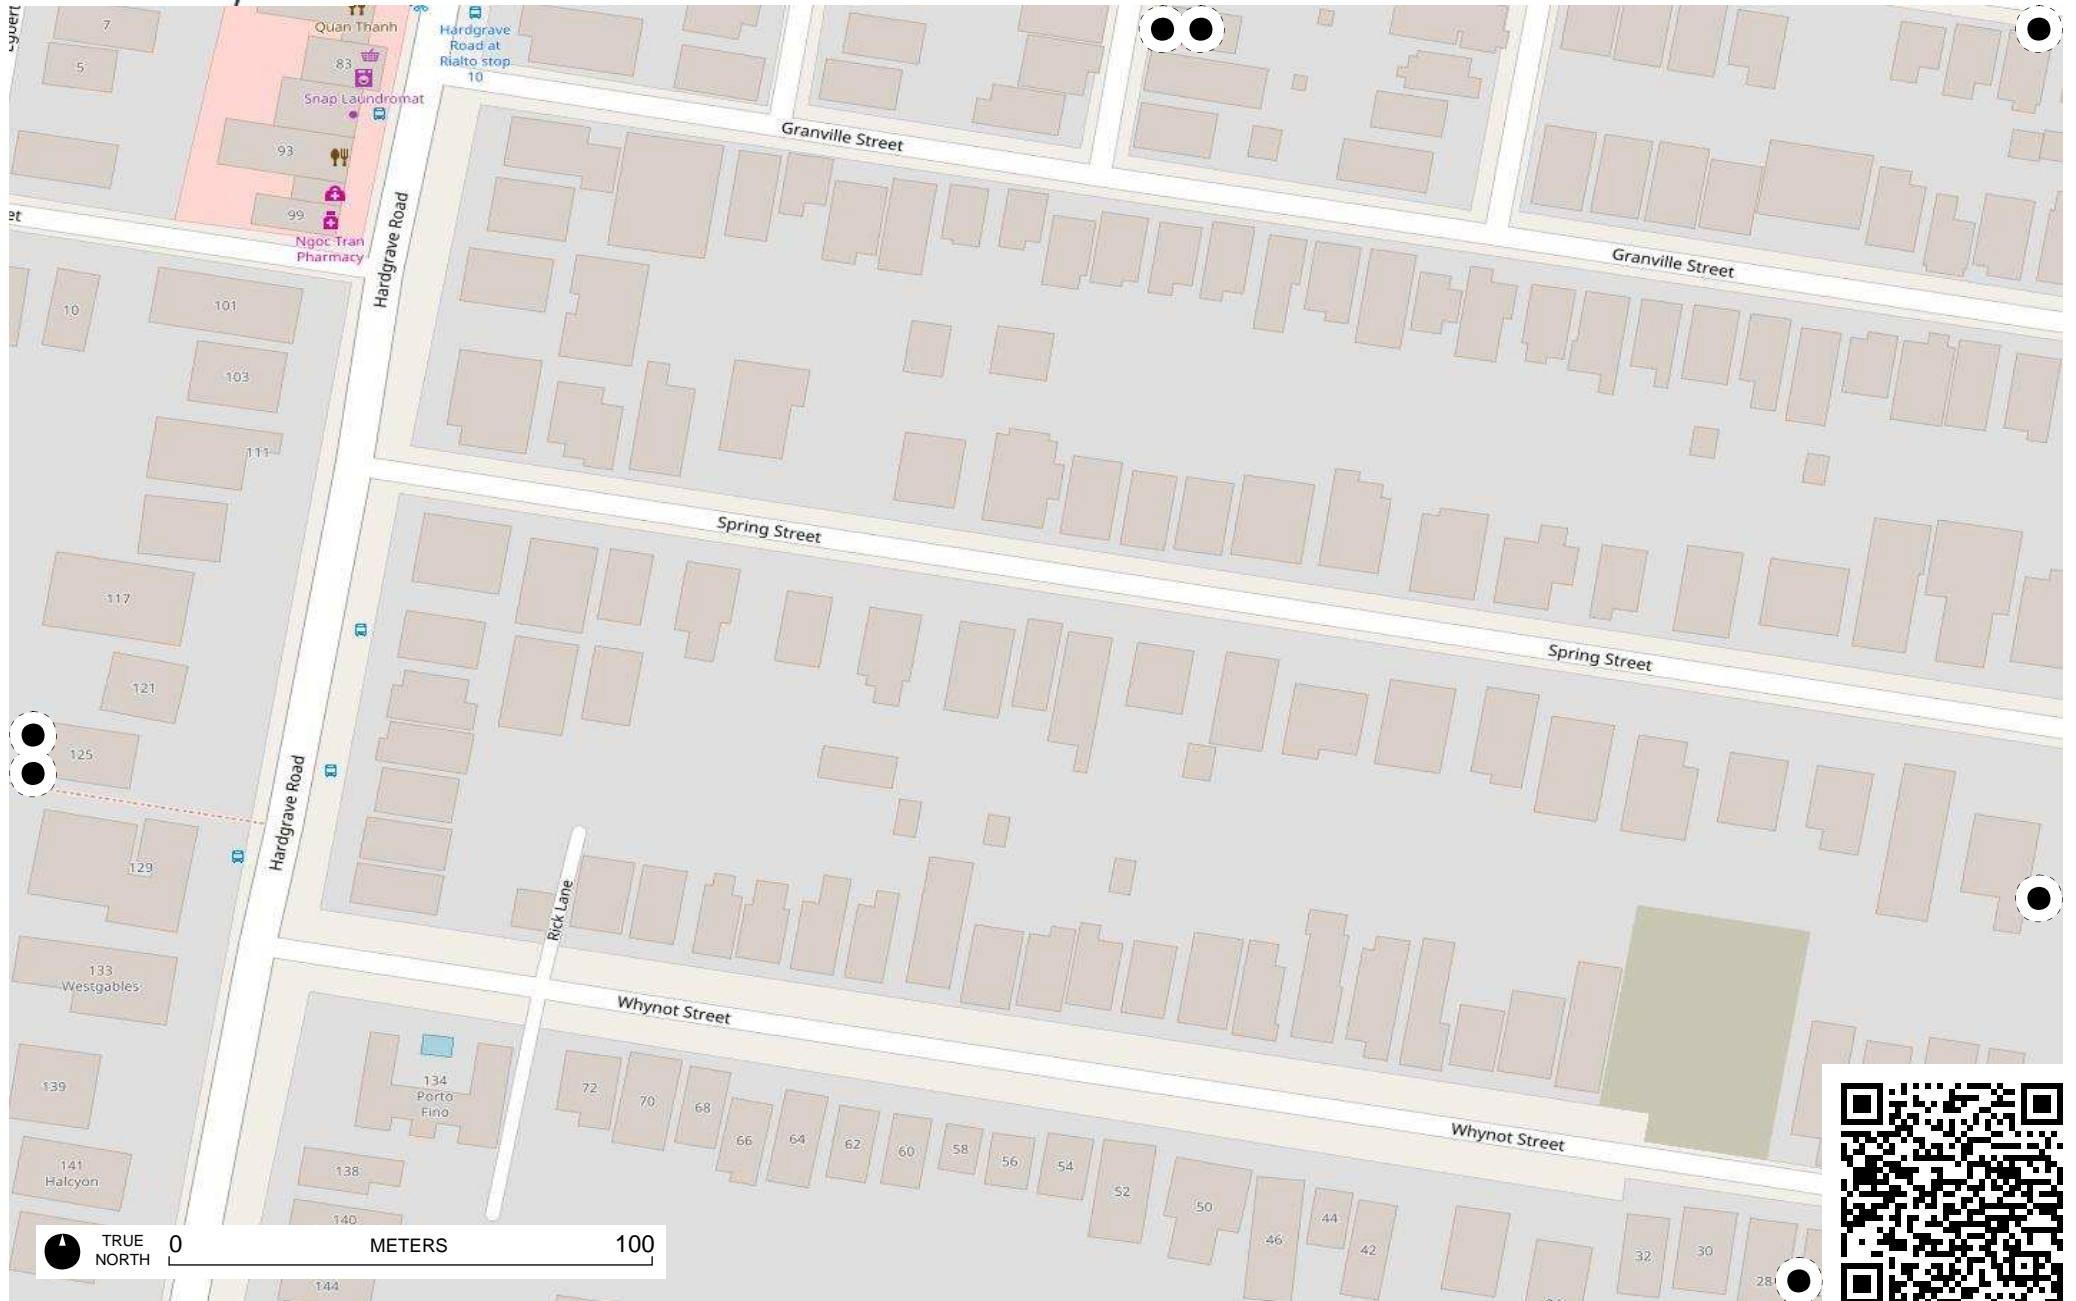 7
5
Quan Thanh
83
Snap Laundromat
93
99
Ngoc Tran
Pharmacy
Hardgrave
Road at
Rialto stop
10
Granville Street
Granville Street
Hardgrave Road
et
10
101
103
111
117
121
125
129
133
Westgables
139
141
Halcyon
Spring Street
Spring Street
Hardgrave Road
Rick Lane
Whynot Street
Whynot Street
134
Porto
Fino
138
140
144
72
70
68
66
64
62
60
58
56
54
52
50
46
44
42
32
30
28
TRUE
NORTH
0
METERS
100